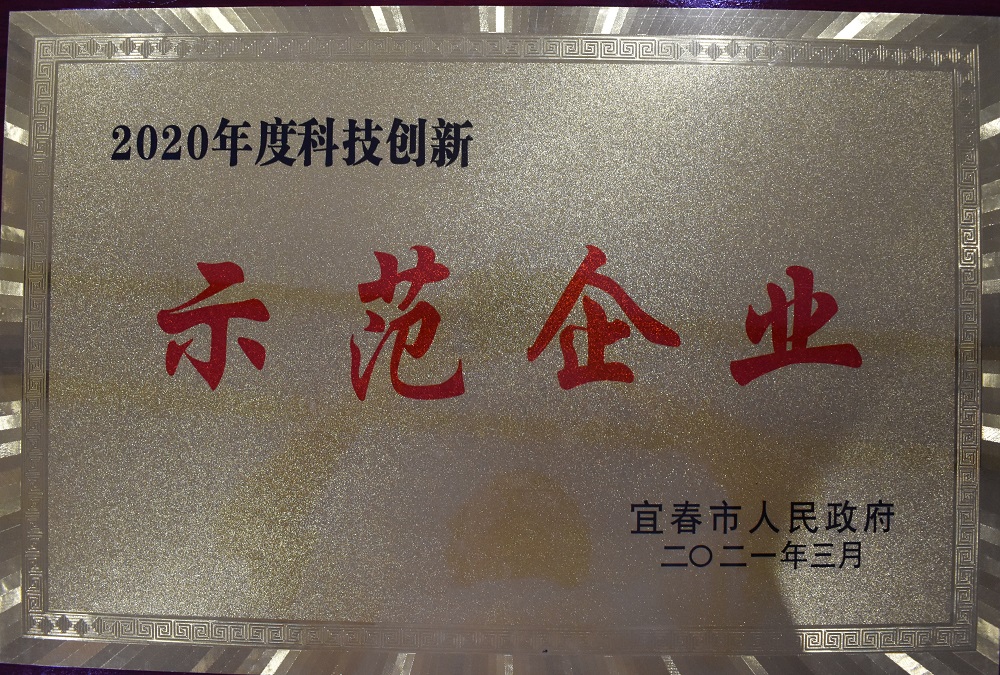 2020年度科技创新
示范企业
宜春市人民政府
二〇二一年三月